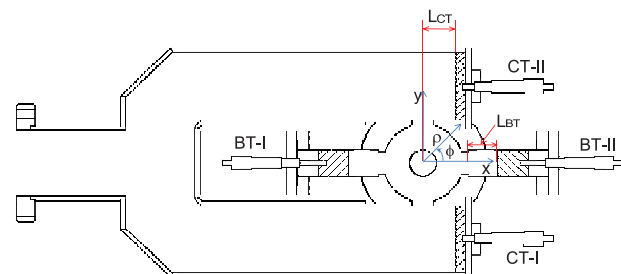 LCT
CT-II
y
LBT
ρ
BT-I
ϕ
BT-II
x
CT-I